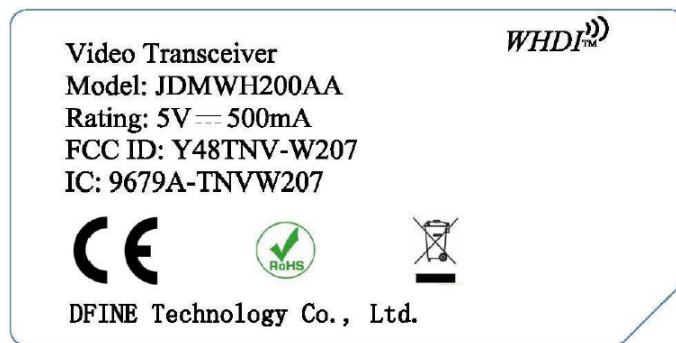 WHDI™
Video Transceiver
Model: JDMWH200AA
Rating: 5V ⎓ 500mA
FCC ID: Y48TNV-W207
IC: 9679A-TNVW207
CE
RoHS
DFINE Technology Co., Ltd.